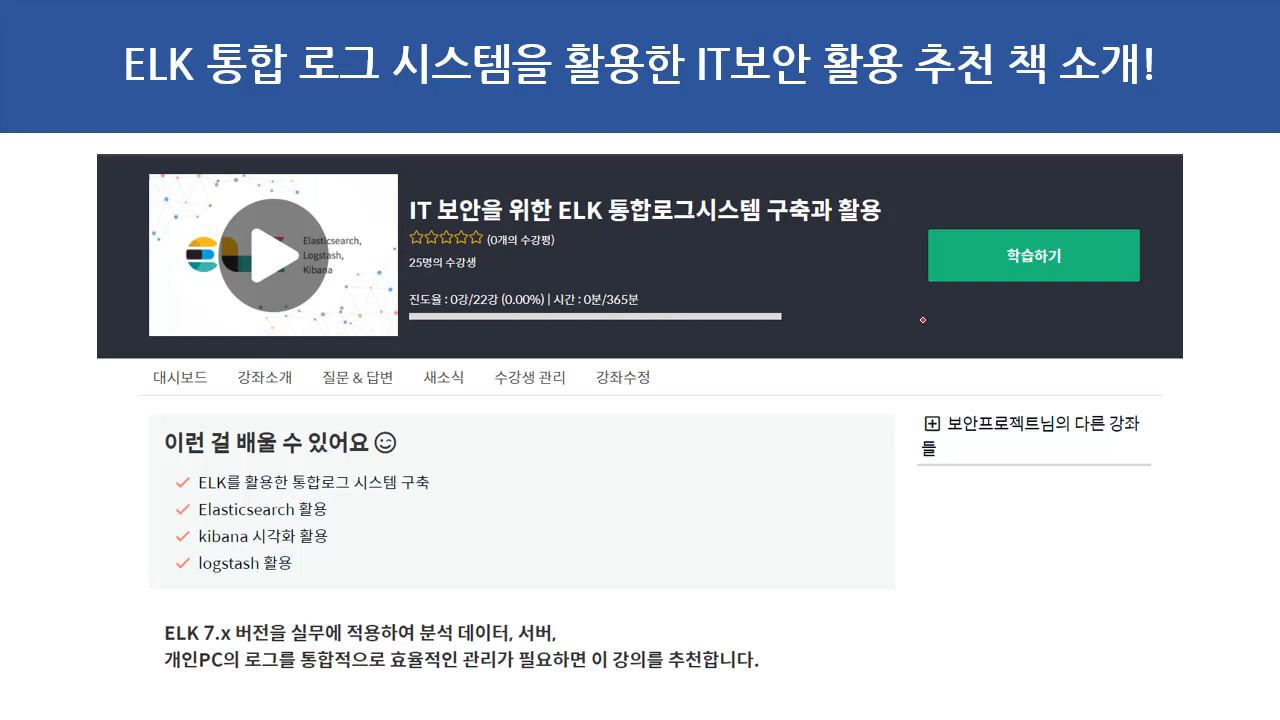 ELK 통합 로그 시스템을 활용한 IT보안 활용 추천 책 소개!
Elasticsearch,
Logstash,
Kibana
IT 보안을 위한 ELK 통합로그시스템 구축과 활용
(0개의 수강평)
25명의 수강생
진도율 : 0강/22강 (0.00%) | 시간 : 0분/365분
학습하기
대시보드 강좌소개 질문 & 답변 새소식 수강생 관리 강좌수정
이런 걸 배울 수 있어요
ELK를 활용한 통합로그 시스템 구축
Elasticsearch 활용
kibana 시각화 활용
logstash 활용
보안프로젝트님의 다른 강좌
들
ELK 7.x 버전을 실무에 적용하여 분석 데이터, 서버,
개인PC의 로그를 통합적으로 효율적인 관리가 필요하면 이 강의를 추천합니다.